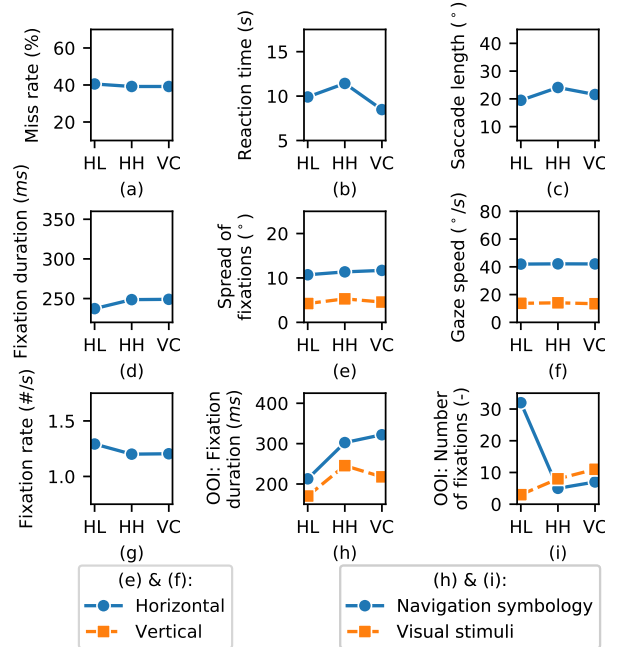 Miss rate (%)
60
40
20
HL HH VC
(a)
Reaction time (s)
15
10
5
HL HH VC
(b)
Saccade length (°)
40
30
20
10
HL HH VC
(c)
Fixation duration (ms)
350
300
250
HL HH VC
(d)
Spread of
fixations (°)
20
10
0
HL HH VC
(e)
Gaze speed (°/s)
80
60
40
20
0
HL HH VC
(f)
Fixation rate (#/s)
1.5
1.0
HL HH VC
(g)
OOI: Fixation
duration (ms)
400
300
200
HL HH VC
(h)
OOI: Number
of fixations (-)
30
20
10
0
HL HH VC
(i)
(e) & (f):
Horizontal
Vertical
(h) & (i):
Navigation symbology
Visual stimuli